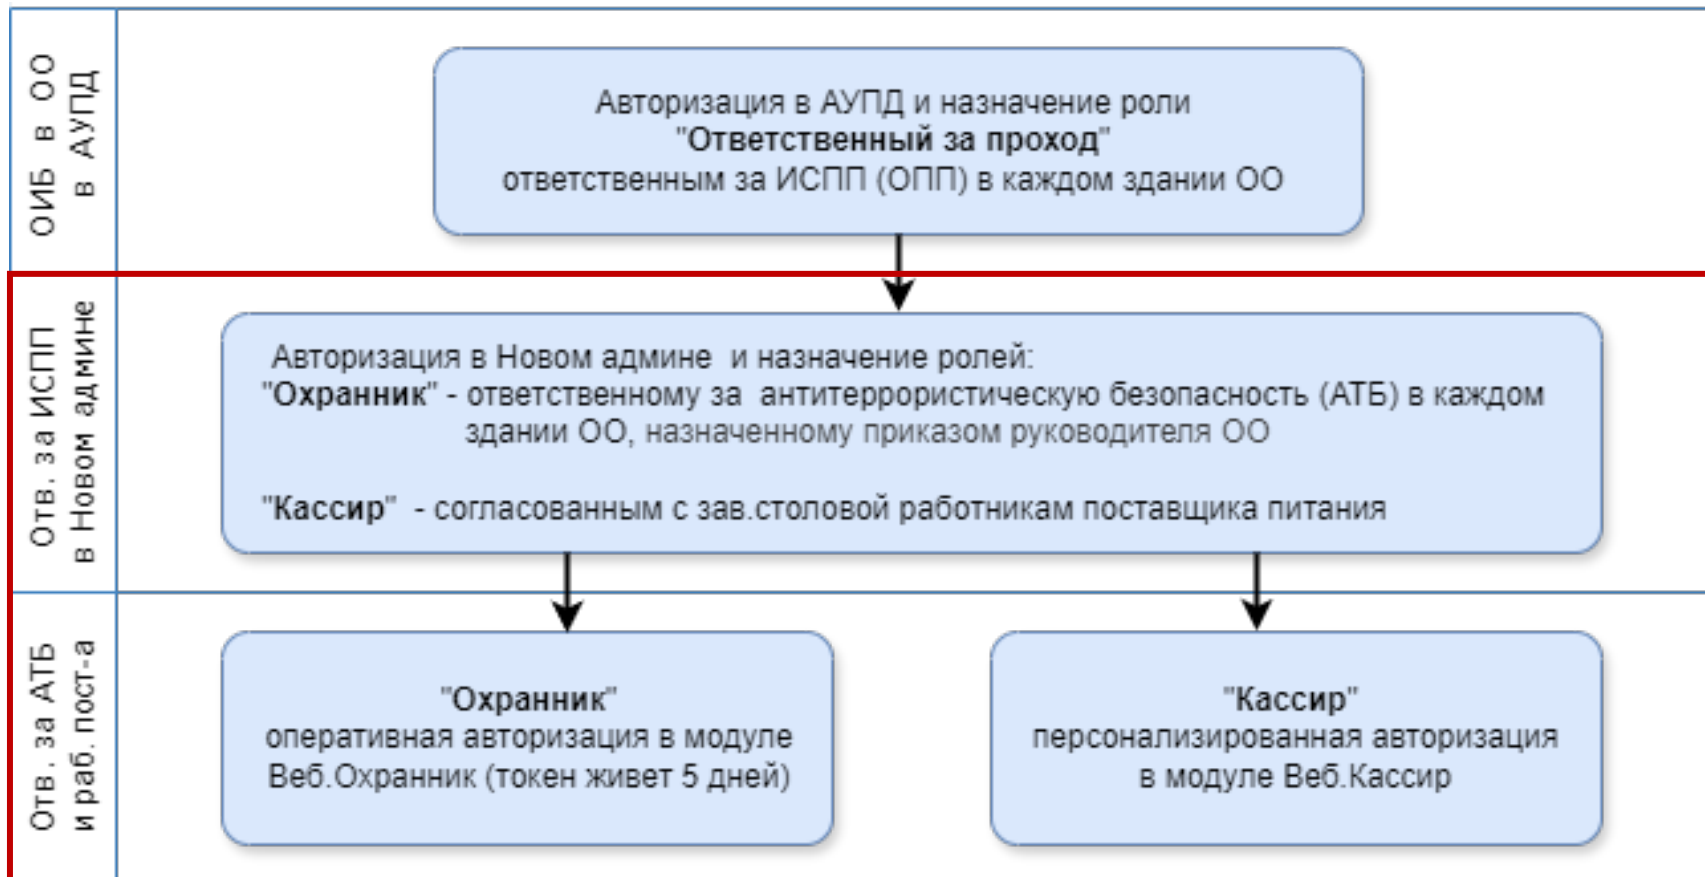 ОИБ в ОО
в АУПД
Авторизация в АУПД и назначение роли
"Ответственный за проход"
ответственным за ИСПП (ОПП) в каждом здании ОО
Отв. за ИСПП
в Новом админе
Авторизация в Новом админе и назначение ролей:
"Охранник" - ответственному за антитеррористическую безопасность (АТБ) в каждом
здании ОО, назначенному приказом руководителя ОО
"Кассир" - согласованным с зав.столовой работникам поставщика питания
Отв. за АТБ
и раб. пост-а
"Охранник"
оперативная авторизация в модуле
Веб.Охранник (токен живет 5 дней)
"Кассир"
персонализированная авторизация
в модуле Веб.Кассир